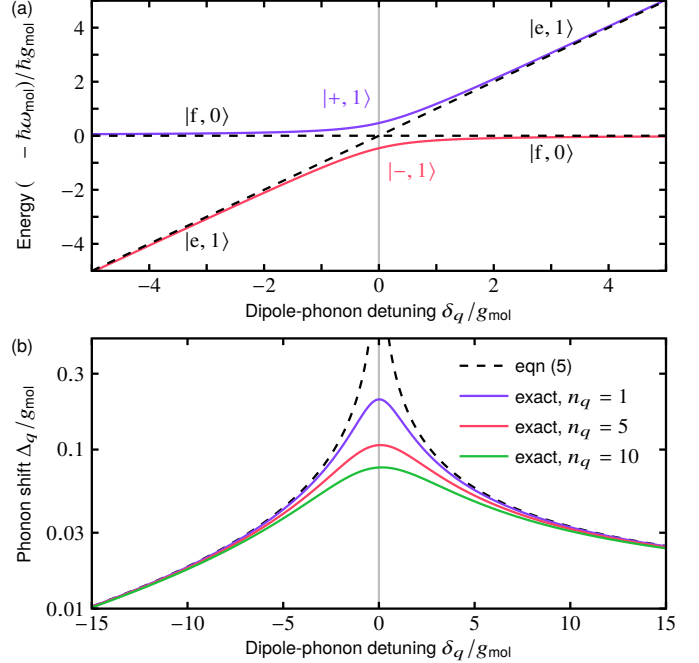 (a)
Energy ( − ℏω_mol)/ℏg_mol
4
2
0
−2
−4
|e, 1⟩
|+, 1⟩
|f, 0⟩
|f, 0⟩
|−, 1⟩
|e, 1⟩
−4 −2 0 2 4
Dipole-phonon detuning δ_q/g_mol
(b)
Phonon shift Δ_q/g_mol
0.3
0.1
0.03
0.01
eqn (5)
exact, n_q = 1
exact, n_q = 5
exact, n_q = 10
−15 −10 −5 0 5 10 15
Dipole-phonon detuning δ_q/g_mol